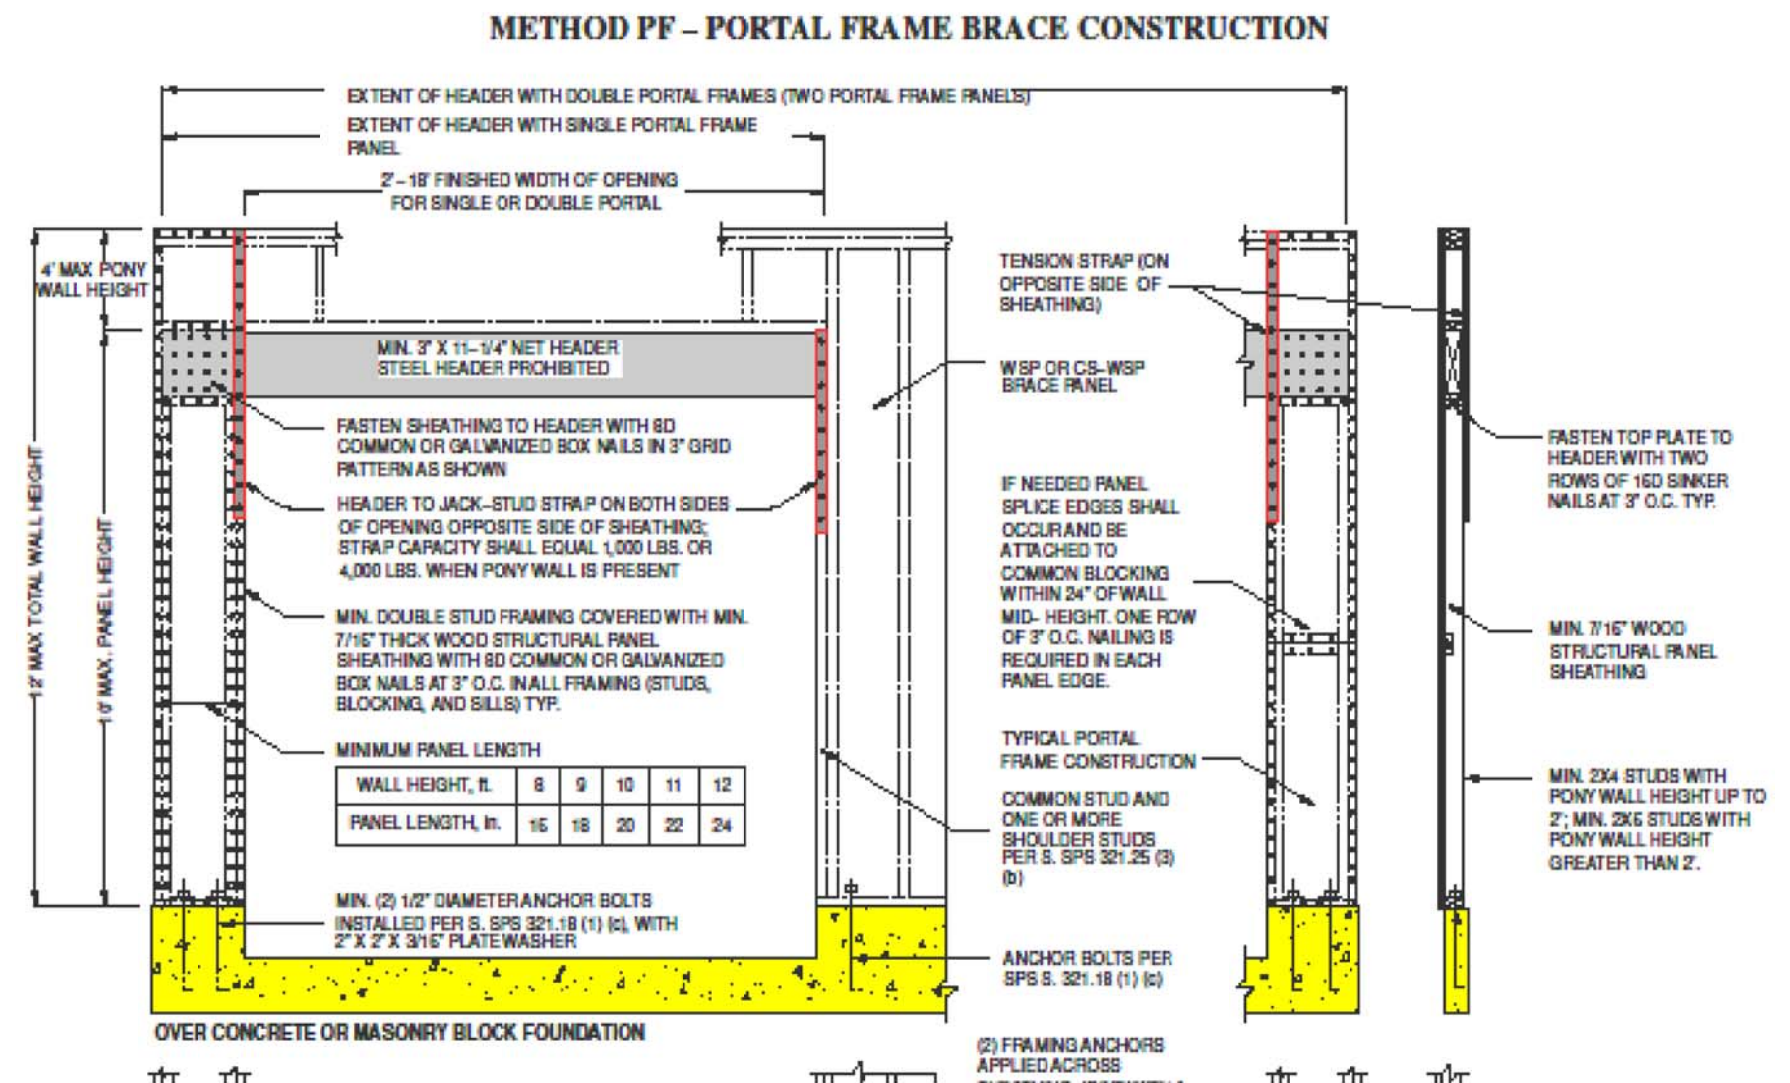 METHOD PF – PORTAL FRAME BRACE CONSTRUCTION
EXTENT OF HEADER WITH DOUBLE PORTAL FRAMES (TWO PORTAL FRAME PANELS)
EXTENT OF HEADER WITH SINGLE PORTAL FRAME
PANEL
2'–18' FINISHED WIDTH OF OPENING
FOR SINGLE OR DOUBLE PORTAL
4' MAX PONY
WALL HEIGHT
12' MAX TOTAL WALL HEIGHT
10' MAX. PANEL HEIGHT
MIN. 3" X 11–1/4" NET HEADER
STEEL HEADER PROHIBITED
FASTEN SHEATHING TO HEADER WITH 8D
COMMON OR GALVANIZED BOX NAILS IN 3" GRID
PATTERN AS SHOWN
HEADER TO JACK–STUD STRAP ON BOTH SIDES
OF OPENING OPPOSITE SIDE OF SHEATHING;
STRAP CAPACITY SHALL EQUAL 1,000 LBS. OR
4,000 LBS. WHEN PONY WALL IS PRESENT
MIN. DOUBLE STUD FRAMING COVERED WITH MIN.
7/16" THICK WOOD STRUCTURAL PANEL
SHEATHING WITH 8D COMMON OR GALVANIZED
BOX NAILS AT 3" O.C. IN ALL FRAMING (STUDS,
BLOCKING, AND SILLS) TYP.
MINIMUM PANEL LENGTH
WALL HEIGHT, ft. 8 9 10 11 12
PANEL LENGTH, in. 16 18 20 22 24
MIN. (2) 1/2" DIAMETER ANCHOR BOLTS
INSTALLED PER S. SPS 321.18 (1) (c), WITH
2" X 2" X 3/16" PLATE WASHER
OVER CONCRETE OR MASONRY BLOCK FOUNDATION
TENSION STRAP (ON
OPPOSITE SIDE OF
SHEATHING)
WSP OR CS–WSP
BRACE PANEL
IF NEEDED PANEL
SPLICE EDGES SHALL
OCCUR AND BE
ATTACHED TO
COMMON BLOCKING
WITHIN 24" OF WALL
MID– HEIGHT. ONE ROW
OF 3" O.C. NAILING IS
REQUIRED IN EACH
PANEL EDGE.
TYPICAL PORTAL
FRAME CONSTRUCTION
COMMON STUD AND
ONE OR MORE
SHOULDER STUDS
PER S. SPS 321.25 (3)
(b)
ANCHOR BOLTS PER
SPS S. 321.18 (1) (c)
(2) FRAMING ANCHORS
APPLIED ACROSS
FASTEN TOP PLATE TO
HEADER WITH TWO
ROWS OF 16D SINKER
NAILS AT 3" O.C. TYP.
MIN. 7/16" WOOD
STRUCTURAL PANEL
SHEATHING
MIN. 2X4 STUDS WITH
PONY WALL HEIGHT UP TO
2'; MIN. 2X6 STUDS WITH
PONY WALL HEIGHT
GREATER THAN 2'.